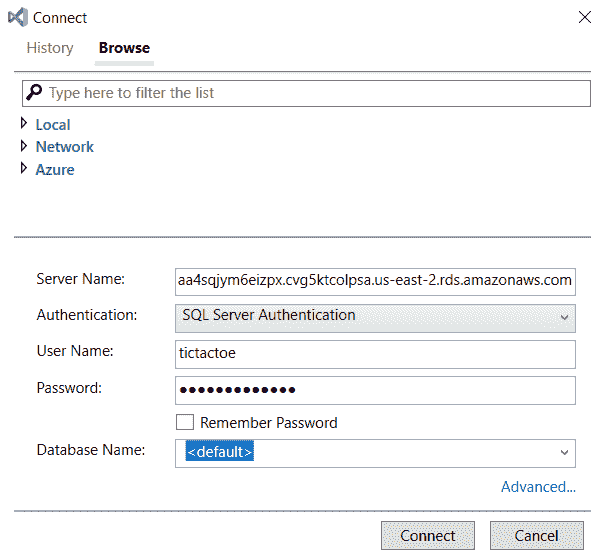 Connect
History Browse
Type here to filter the list
Local
Network
Azure
Server Name: aa4sqjym6eizpx.cvg5ktcolpsa.us-east-2.rds.amazonaws.com
Authentication: SQL Server Authentication
User Name: tictactoe
Password: ●●●●●●●●●●●●●
Remember Password
Database Name: <default>
Advanced...
Connect Cancel